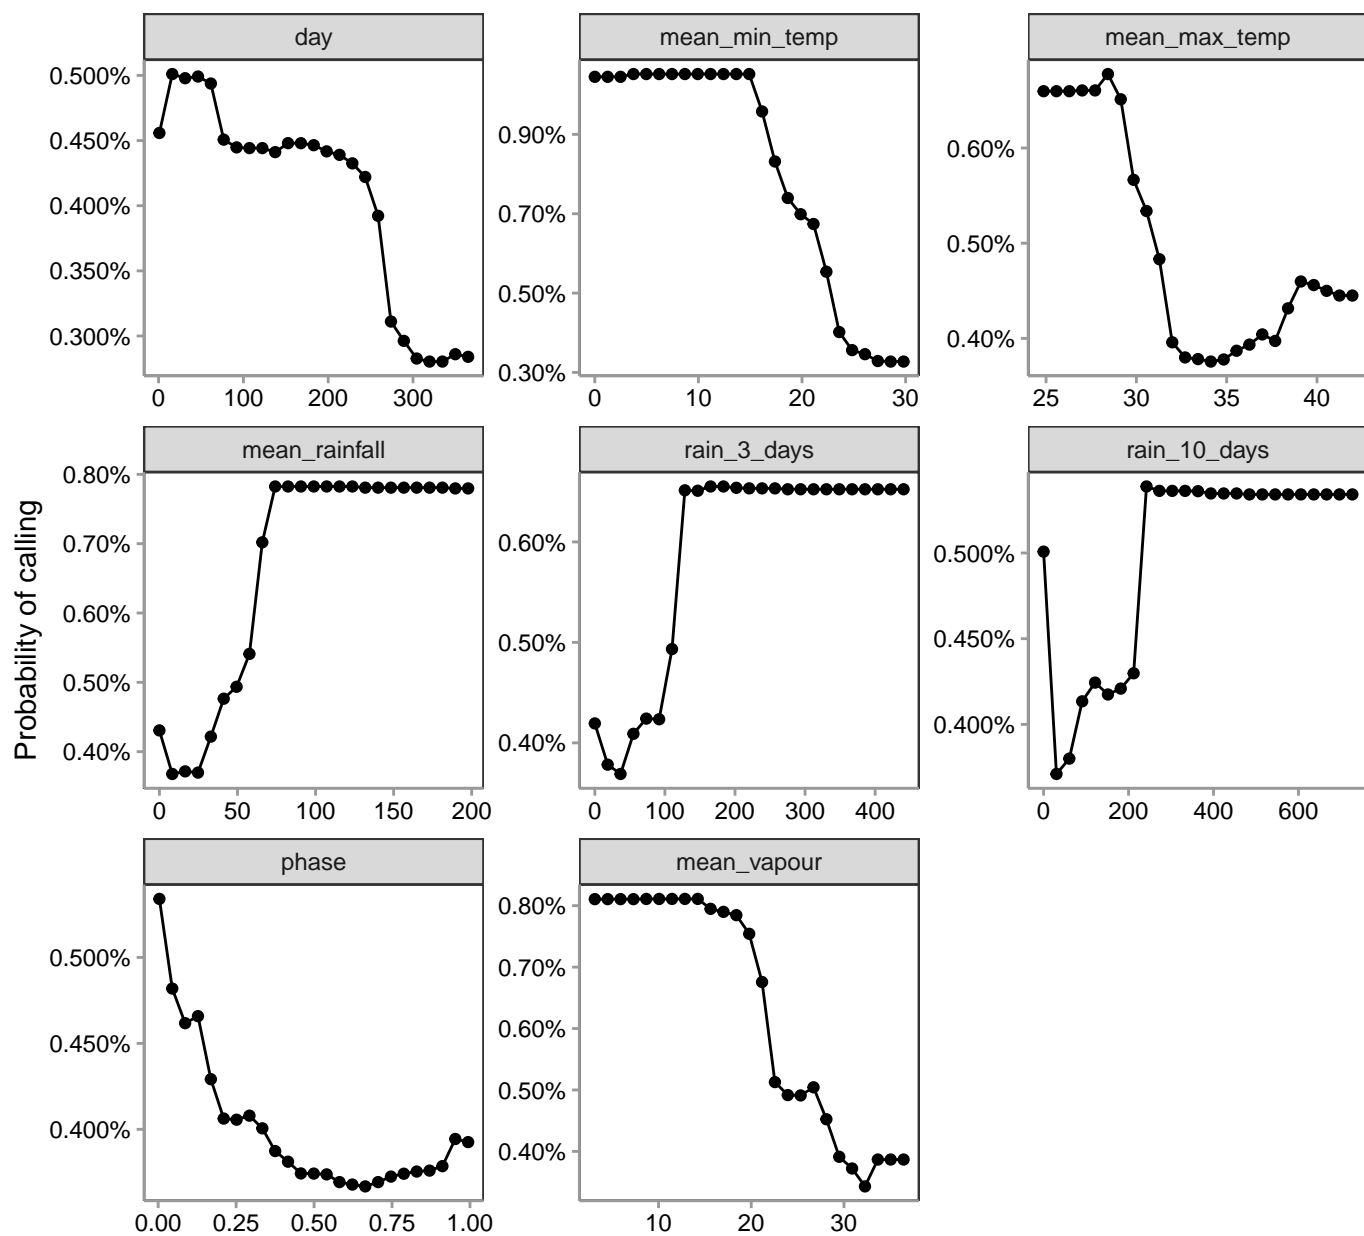 day
mean_min_temp
mean_max_temp
0.500%
0.450%
0.400%
0.350%
0.300%
0 100 200 300
0.90%
0.70%
0.50%
0.30%
0 10 20 30
0.60%
0.50%
0.40%
25 30 35 40
mean_rainfall
rain_3_days
rain_10_days
Probability of calling
0.80%
0.70%
0.60%
0.50%
0.40%
0 50 100 150 200
0.60%
0.50%
0.40%
0 100 200 300 400
0.500%
0.450%
0.400%
0 200 400 600
phase
mean_vapour
0.500%
0.450%
0.400%
0.00 0.25 0.50 0.75 1.00
0.80%
0.70%
0.60%
0.50%
0.40%
10 20 30